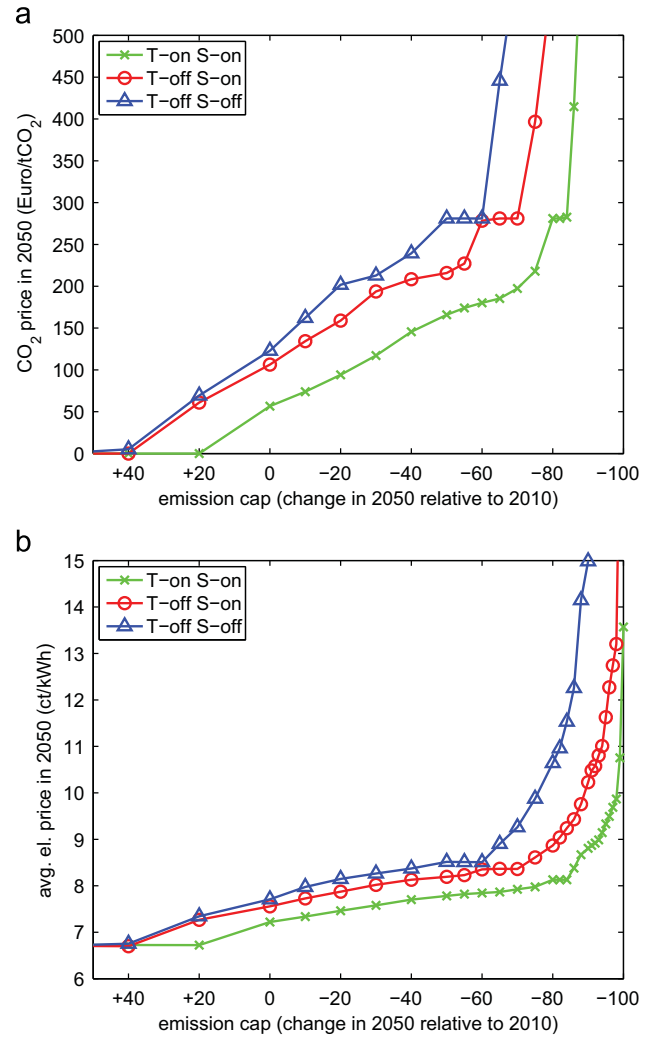 a
500
450
400
350
300
250
200
150
100
50
0
CO₂ price in 2050 (Euro/tCO₂)
T−on S−on
T−off S−on
T−off S−off
+40 +20 0 −20 −40 −60 −80 −100
emission cap (change in 2050 relative to 2010)
b
15
14
13
12
11
10
9
8
7
6
avg. el. price in 2050 (ct/kWh)
T−on S−on
T−off S−on
T−off S−off
+40 +20 0 −20 −40 −60 −80 −100
emission cap (change in 2050 relative to 2010)